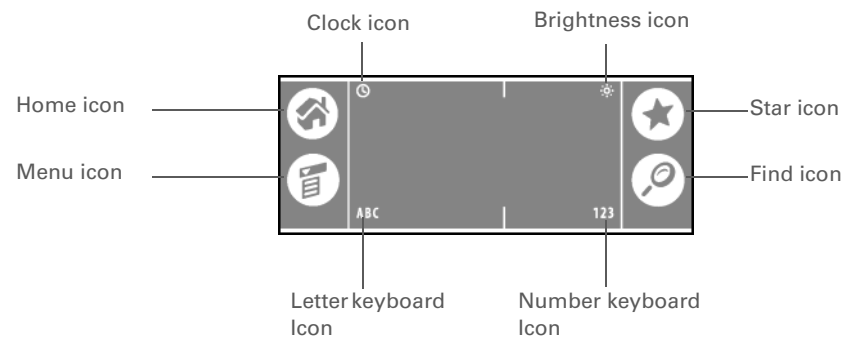 Clock icon
Brightness icon
Home icon
Star icon
Menu icon
Find icon
ABC
123
Letter keyboard
Icon
Number keyboard
Icon